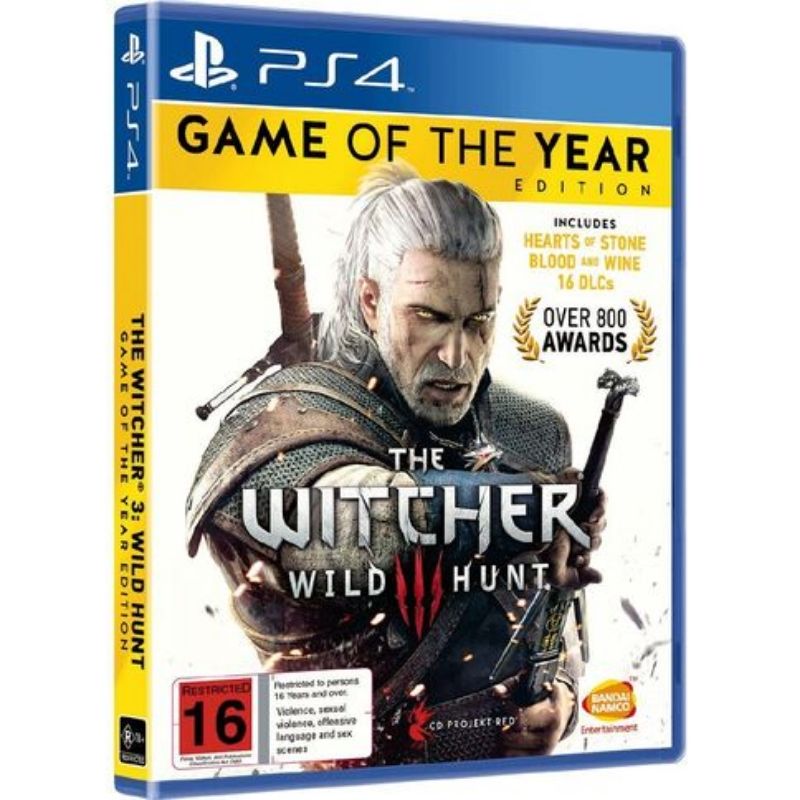 PS4
GAME OF THE YEAR
EDITION
INCLUDES
HEARTS OF STONE
BLOOD AND WINE
16 DLCs
OVER 800
AWARDS
THE
WITCHER
WILD HUNT
RESTRICTED
16
Restricted to persons
16 Years and over.
Violence, sexual
violence, offensive
language and sex
scenes
CD PROJEKT RED
BANDAI
NAMCO
Entertainment
PS4
THE WITCHER® 3: WILD HUNT
GAME OF THE YEAR EDITION
R 18+
RESTRICTED